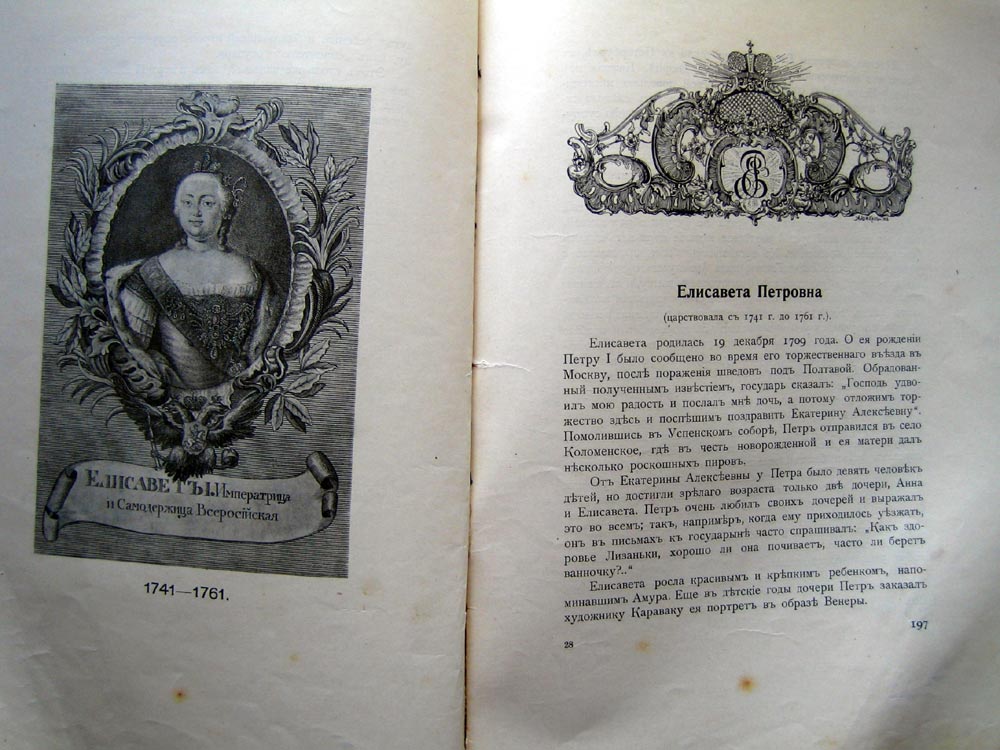 ЕЛИСАВЕТЪ I. Императрица
и Самодержица Всеросїйская
1741—1761.
Елисавета Петровна
(царствовала съ 1741 г. до 1761 г.).
Елисавета родилась 19 декабря 1709 года. О ея рожденіи
Петру I было сообщено во время его торжественнаго въѣзда въ
Москву, послѣ пораженія шведовъ подъ Полтавой. Обрадован-
ный полученнымъ извѣстіемъ, государь сказалъ: „Господь удво-
илъ мою радость и послалъ мнѣ дочь, а потому отложимъ тор-
жество здѣсь и поспѣшимъ поздравить Екатерину Алексѣевну“.
Помолившись въ Успенскомъ соборѣ, Петръ отправился въ село
Коломенское, гдѣ въ честь новорожденной и ея матери далъ
нѣсколько роскошныхъ пировъ.
Отъ Екатерины Алексѣевны у Петра было девять человѣкъ
дѣтей, но достигли зрѣлаго возраста только двѣ дочери, Анна
и Елисавета. Петръ очень любилъ своихъ дочерей и выражалъ
это во всемъ; такъ, напримѣръ, когда ему приходилось уѣзжать,
онъ въ письмахъ къ государынѣ часто спрашивалъ: „Какъ здо-
ровье Лизаньки, хорошо ли она почиваетъ, часто ли беретъ
ванночку?..“
Елисавета росла красивымъ и крѣпкимъ ребенкомъ, напо-
минавшимъ Амура. Еще въ дѣтскіе годы дочери Петръ заказалъ
художнику Караваку ея портретъ въ образѣ Венеры.
28
197